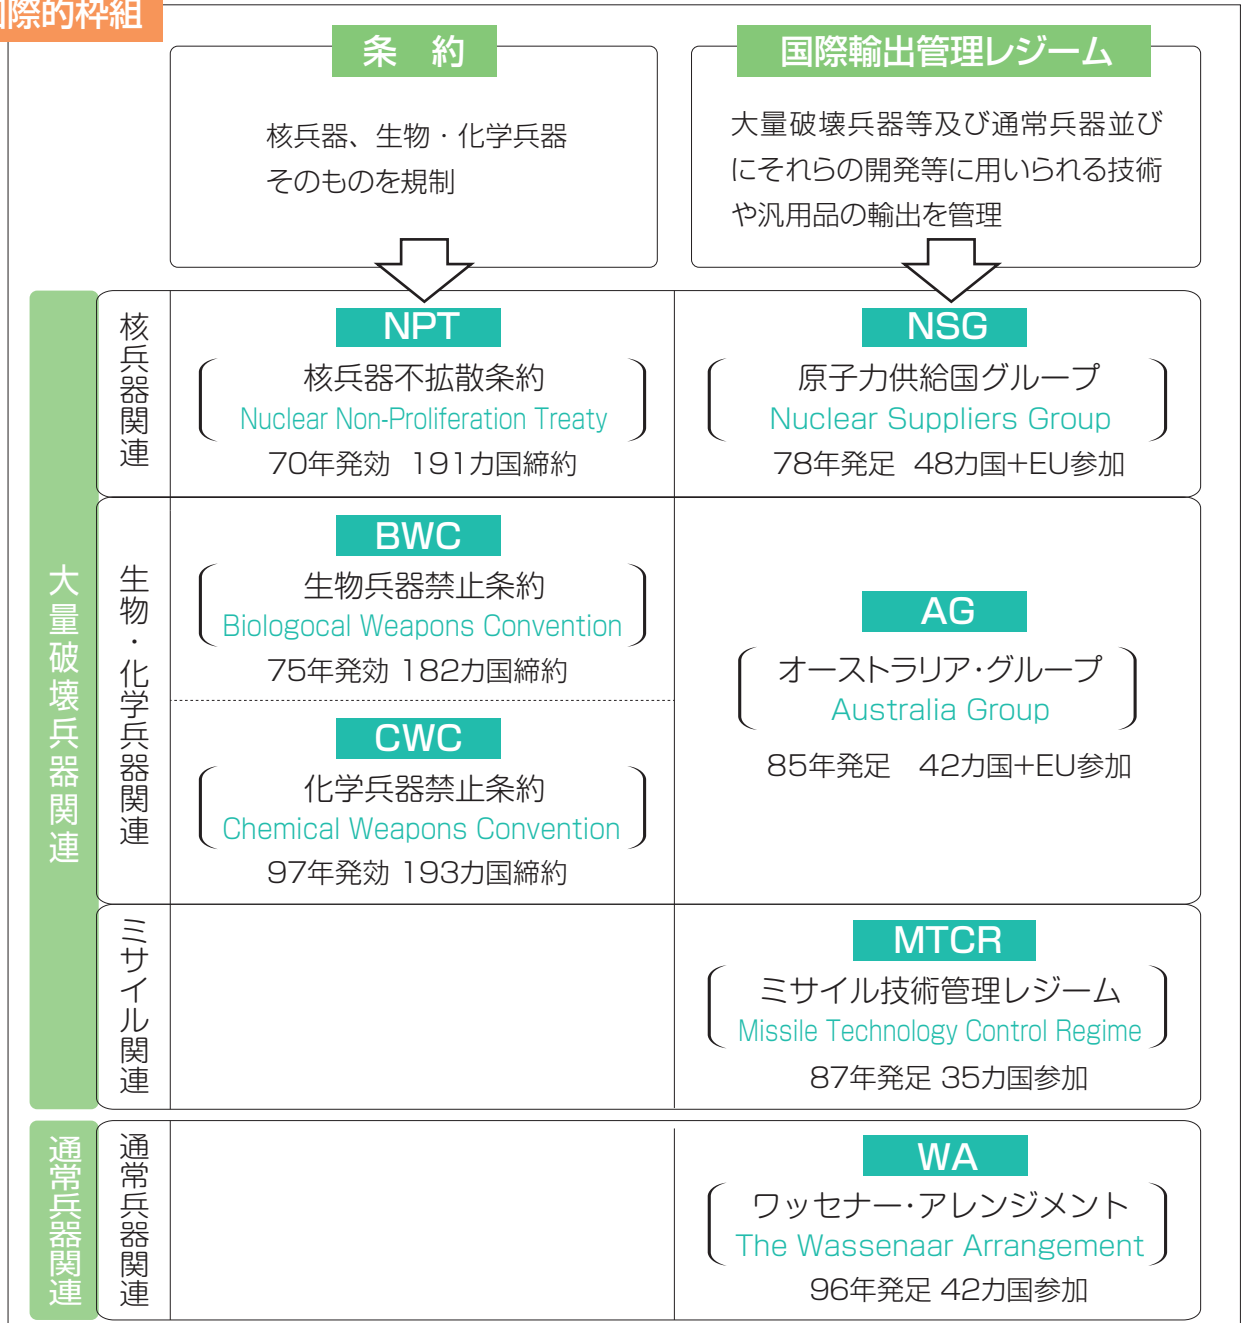 国際的枠組
条　約
核兵器、生物・化学兵器
そのものを規制
国際輸出管理レジーム
大量破壊兵器等及び通常兵器並び
にそれらの開発等に用いられる技術
や汎用品の輸出を管理
大量破壊兵器関連
核兵器関連
NPT
核兵器不拡散条約
Nuclear Non-Proliferation Treaty
70年発効 191カ国締約
NSG
原子力供給国グループ
Nuclear Suppliers Group
78年発足 48カ国+EU参加
生物・化学兵器関連
BWC
生物兵器禁止条約
Biologocal Weapons Convention
75年発効 182カ国締約
CWC
化学兵器禁止条約
Chemical Weapons Convention
97年発効 193カ国締約
AG
オーストラリア・グループ
Australia Group
85年発足　42カ国+EU参加
ミサイル関連
MTCR
ミサイル技術管理レジーム
Missile Technology Control Regime
87年発足 35カ国参加
通常兵器関連
通常兵器関連
WA
ワッセナー・アレンジメント
The Wassenaar Arrangement
96年発足 42カ国参加